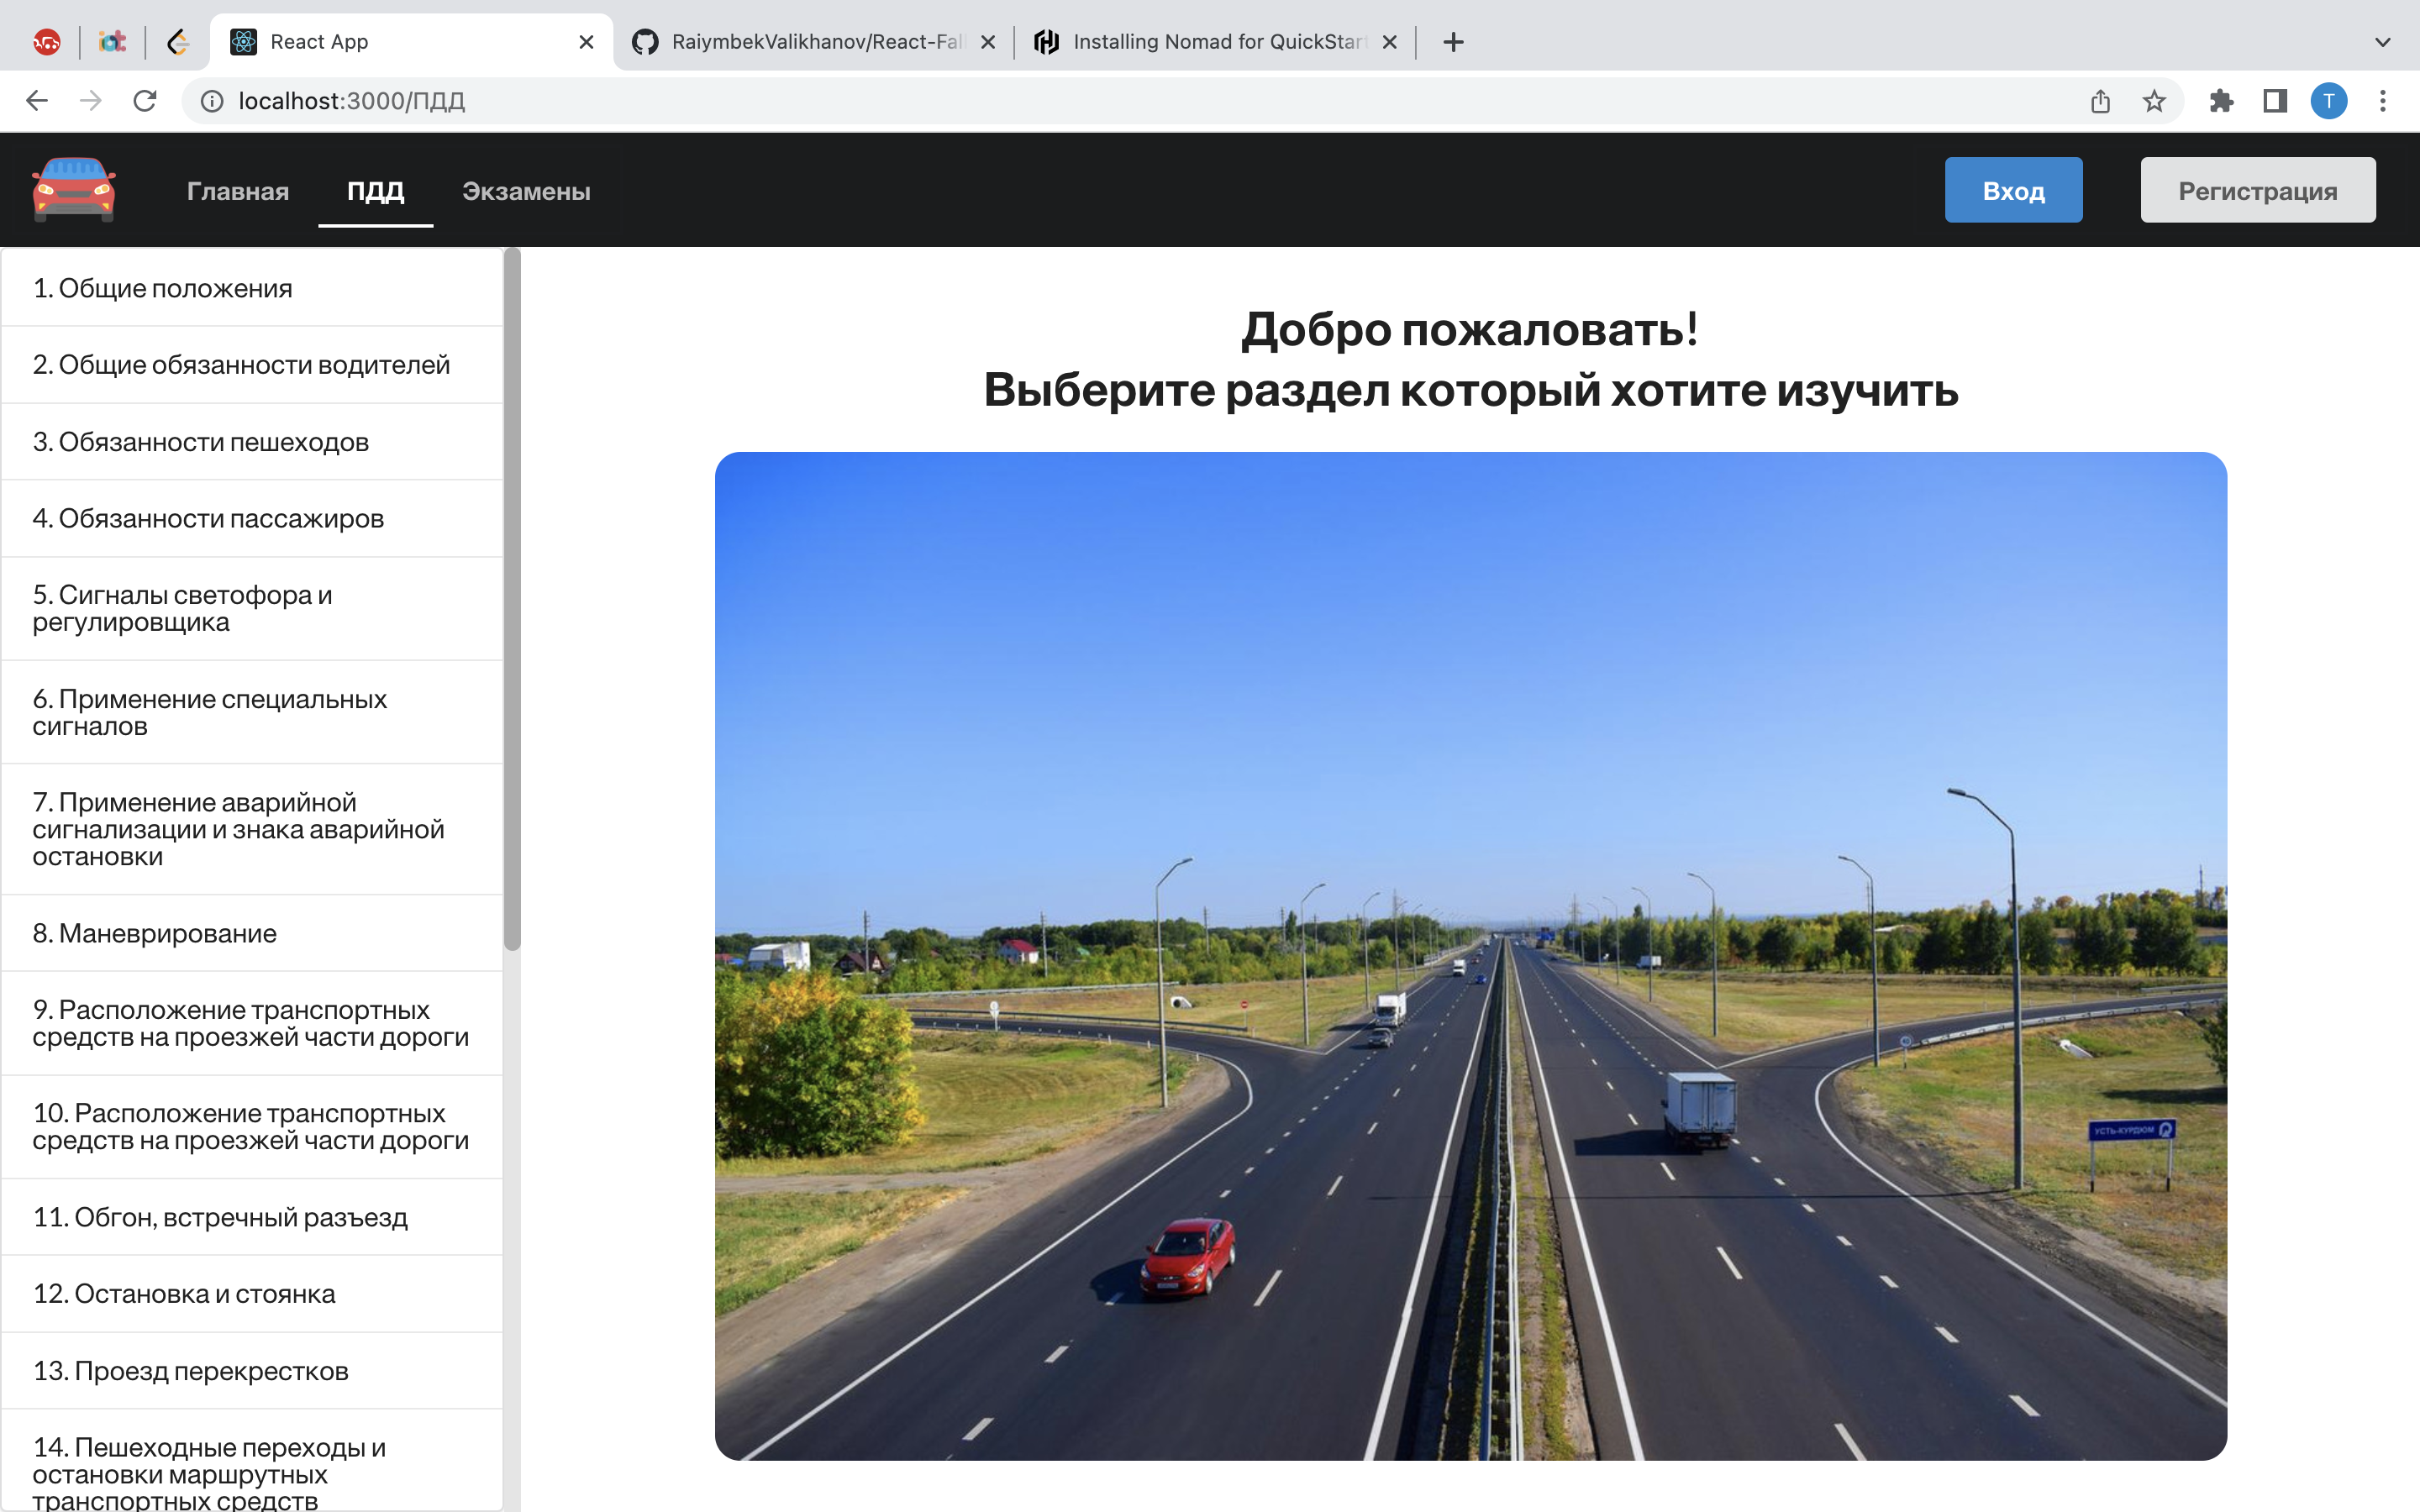 React App
RaiymbekValikhanov/React-Fal
Installing Nomad for QuickStar
localhost:3000/ПДД
T
Главная
ПДД
Экзамены
Вход
Регистрация
1. Общие положения
2. Общие обязанности водителей
3. Обязанности пешеходов
4. Обязанности пассажиров
5. Сигналы светофора и
регулировщика
6. Применение специальных
сигналов
7. Применение аварийной
сигнализации и знака аварийной
остановки
8. Маневрирование
9. Расположение транспортных
средств на проезжей части дороги
10. Расположение транспортных
средств на проезжей части дороги
11. Обгон, встречный разъезд
12. Остановка и стоянка
13. Проезд перекрестков
14. Пешеходные переходы и
остановки маршрутных
транспортных средств
Добро пожаловать!
Выберите раздел который хотите изучить
УСТЬ-КУРДЮМ